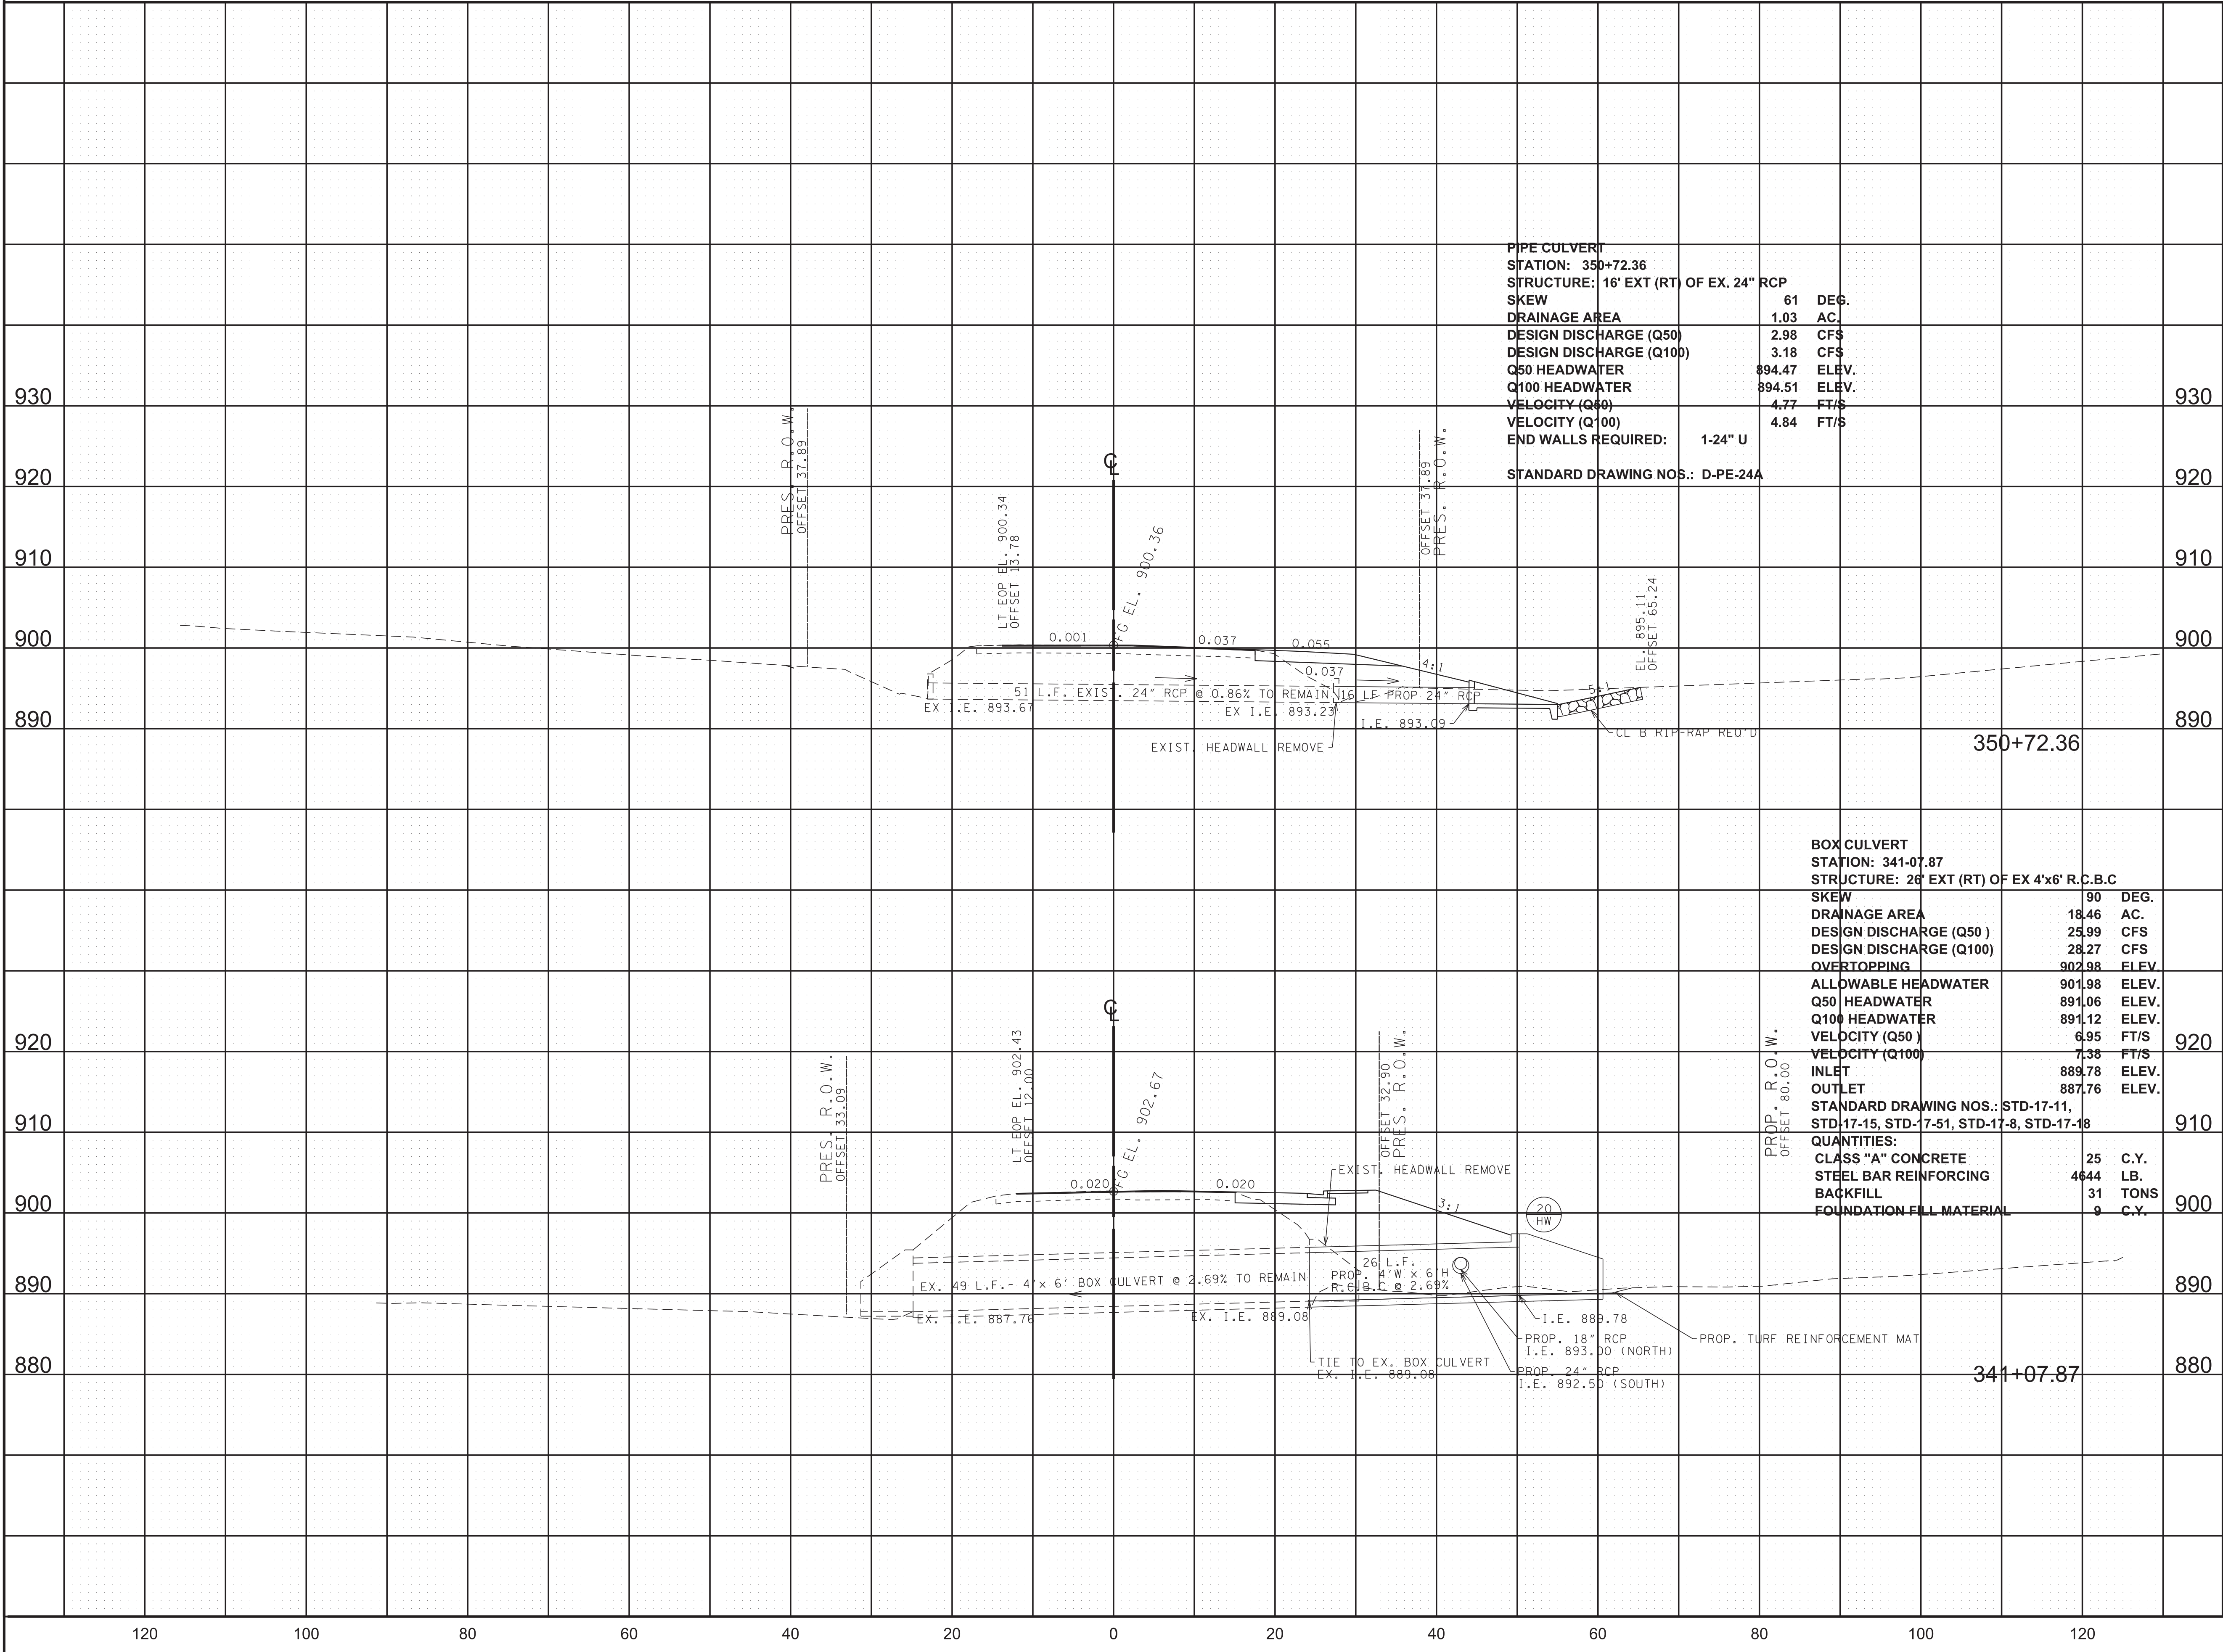 PIPE CULVERT
STATION: 350+72.36
STRUCTURE: 16' EXT (RT) OF EX. 24" RCP
SKEW 61 DEG.
DRAINAGE AREA 1.03 AC.
DESIGN DISCHARGE (Q50) 2.98 CFS
DESIGN DISCHARGE (Q100) 3.18 CFS
Q50 HEADWATER 894.47 ELEV.
Q100 HEADWATER 894.51 ELEV.
VELOCITY (Q50) 4.77 FT/S
VELOCITY (Q100) 4.84 FT/S
END WALLS REQUIRED: 1-24" U
STANDARD DRAWING NOS.: D-PE-24A
930 930
920 920
910 910
900 900
890 890
PRES. R.O.W.
OFFSET 37.89
LT EOP EL. 900.34
OFFSET 13.78
℄
PFG EL. 900.36
OFFSET 37.89
PRES. R.O.W.
EL. 895.11
OFFSET 65.24
0.001
0.037
0.055
0.037
4:1
5:1
51 L.F. EXIST. 24" RCP @ 0.86% TO REMAIN
16 LF PROP 24" RCP
EX I.E. 893.67
EX I.E. 893.23
I.E. 893.09
EXIST. HEADWALL REMOVE
CL B RIP-RAP REQ'D
350+72.36
BOX CULVERT
STATION: 341-07.87
STRUCTURE: 26' EXT (RT) OF EX 4'x6' R.C.B.C
SKEW 90 DEG.
DRAINAGE AREA 18.46 AC.
DESIGN DISCHARGE (Q50 ) 25.99 CFS
DESIGN DISCHARGE (Q100) 28.27 CFS
OVERTOPPING 902.98 ELEV.
ALLOWABLE HEADWATER 901.98 ELEV.
Q50 HEADWATER 891.06 ELEV.
Q100 HEADWATER 891.12 ELEV.
VELOCITY (Q50 ) 6.95 FT/S
VELOCITY (Q100) 7.38 FT/S
INLET 889.78 ELEV.
OUTLET 887.76 ELEV.
STANDARD DRAWING NOS.: STD-17-11,
STD-17-15, STD-17-51, STD-17-8, STD-17-18
QUANTITIES:
CLASS "A" CONCRETE 25 C.Y.
STEEL BAR REINFORCING 4644 LB.
BACKFILL 31 TONS
FOUNDATION FILL MATERIAL 9 C.Y.
920 920
910 910
900 900
890 890
880 880
PRES. R.O.W.
OFFSET 33.09
LT EOP EL. 902.43
OFFSET 12.00
℄
PFG EL. 902.67
OFFSET 32.90
PRES. R.O.W.
PROP. R.O.W.
OFFSET 80.00
EXIST. HEADWALL REMOVE
0.020
0.020
3:1
20
HW
26 L.F.
PROP. 4'W x 6'H
R.C.B.C @ 2.69%
EX. 49 L.F.- 4'x 6' BOX CULVERT @ 2.69% TO REMAIN
EX. I.E. 887.76
EX. I.E. 889.08
I.E. 889.78
PROP. 18" RCP
I.E. 893.00 (NORTH)
PROP. TURF REINFORCEMENT MAT
TIE TO EX. BOX CULVERT
EX. I.E. 889.08
PROP. 24" RCP
I.E. 892.50 (SOUTH)
341+07.87
120 100 80 60 40 20 0 20 40 60 80 100 120